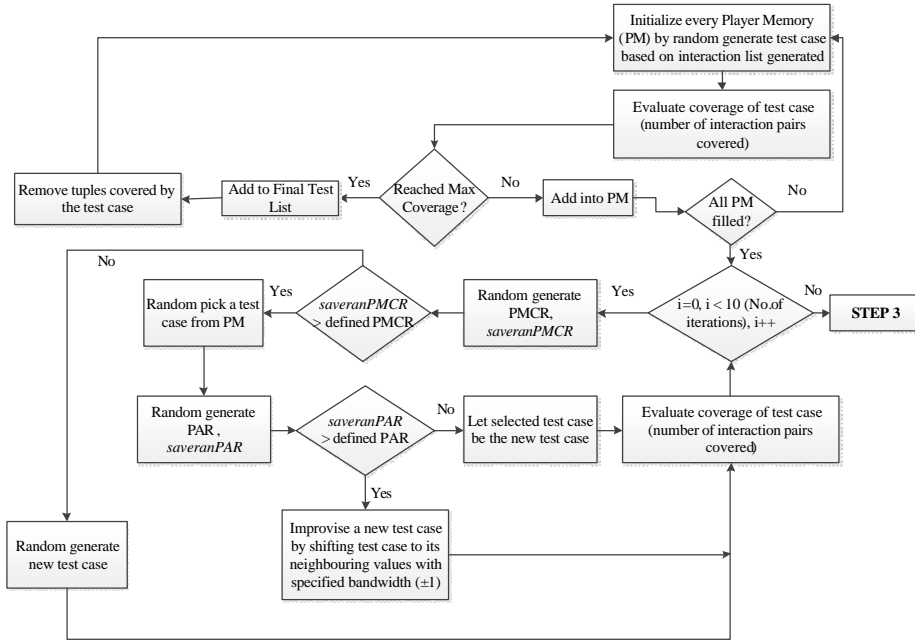 Initialize every Player Memory
(PM) by random generate test case
based on interaction list generated
Evaluate coverage of test case
(number of interaction pairs
covered)
Remove tuples covered by
the test case
Add to Final Test
List
Yes
Reached Max
Coverage?
No
Add into PM
All PM
filled?
No
Yes
No
Random pick a test
case from PM
Yes
saveranPMCR
> defined PMCR
Random generate
PMCR,
saveranPMCR
Yes
i=0, i < 10 (No.of
iterations), i++
No
STEP 3
Random generate
PAR ,
saveranPAR
saveranPAR
> defined PAR
No
Let selected test case
be the new test case
Evaluate coverage of test case
(number of interaction pairs
covered)
Yes
Random generate
new test case
Improvise a new test case
by shifting test case to its
neighbouring values with
specified bandwidth (±1)